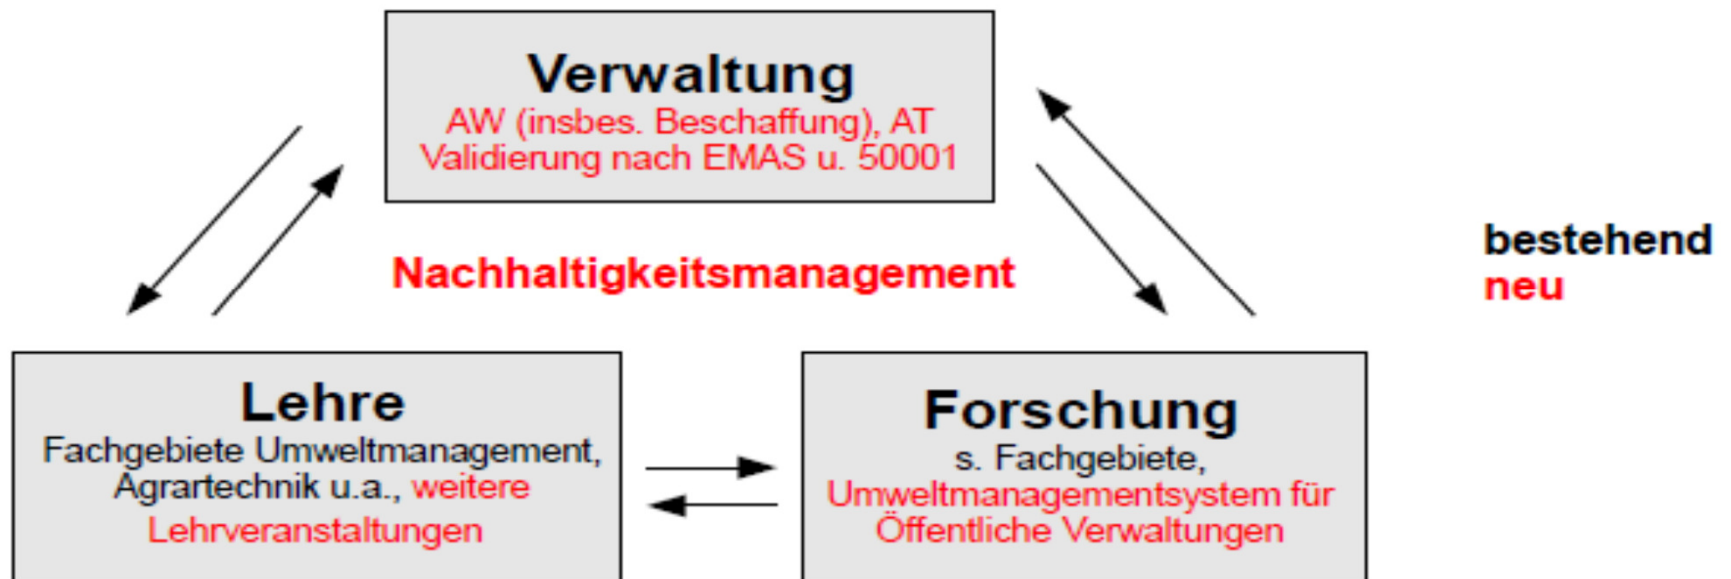 Verwaltung
AW (insbes. Beschaffung), AT
Validierung nach EMAS u. 50001
Nachhaltigkeitsmanagement
bestehend
neu
Lehre
Fachgebiete Umweltmanagement,
Agrartechnik u.a., weitere
Lehrveranstaltungen
Forschung
s. Fachgebiete,
Umweltmanagementsystem für
Öffentliche Verwaltungen